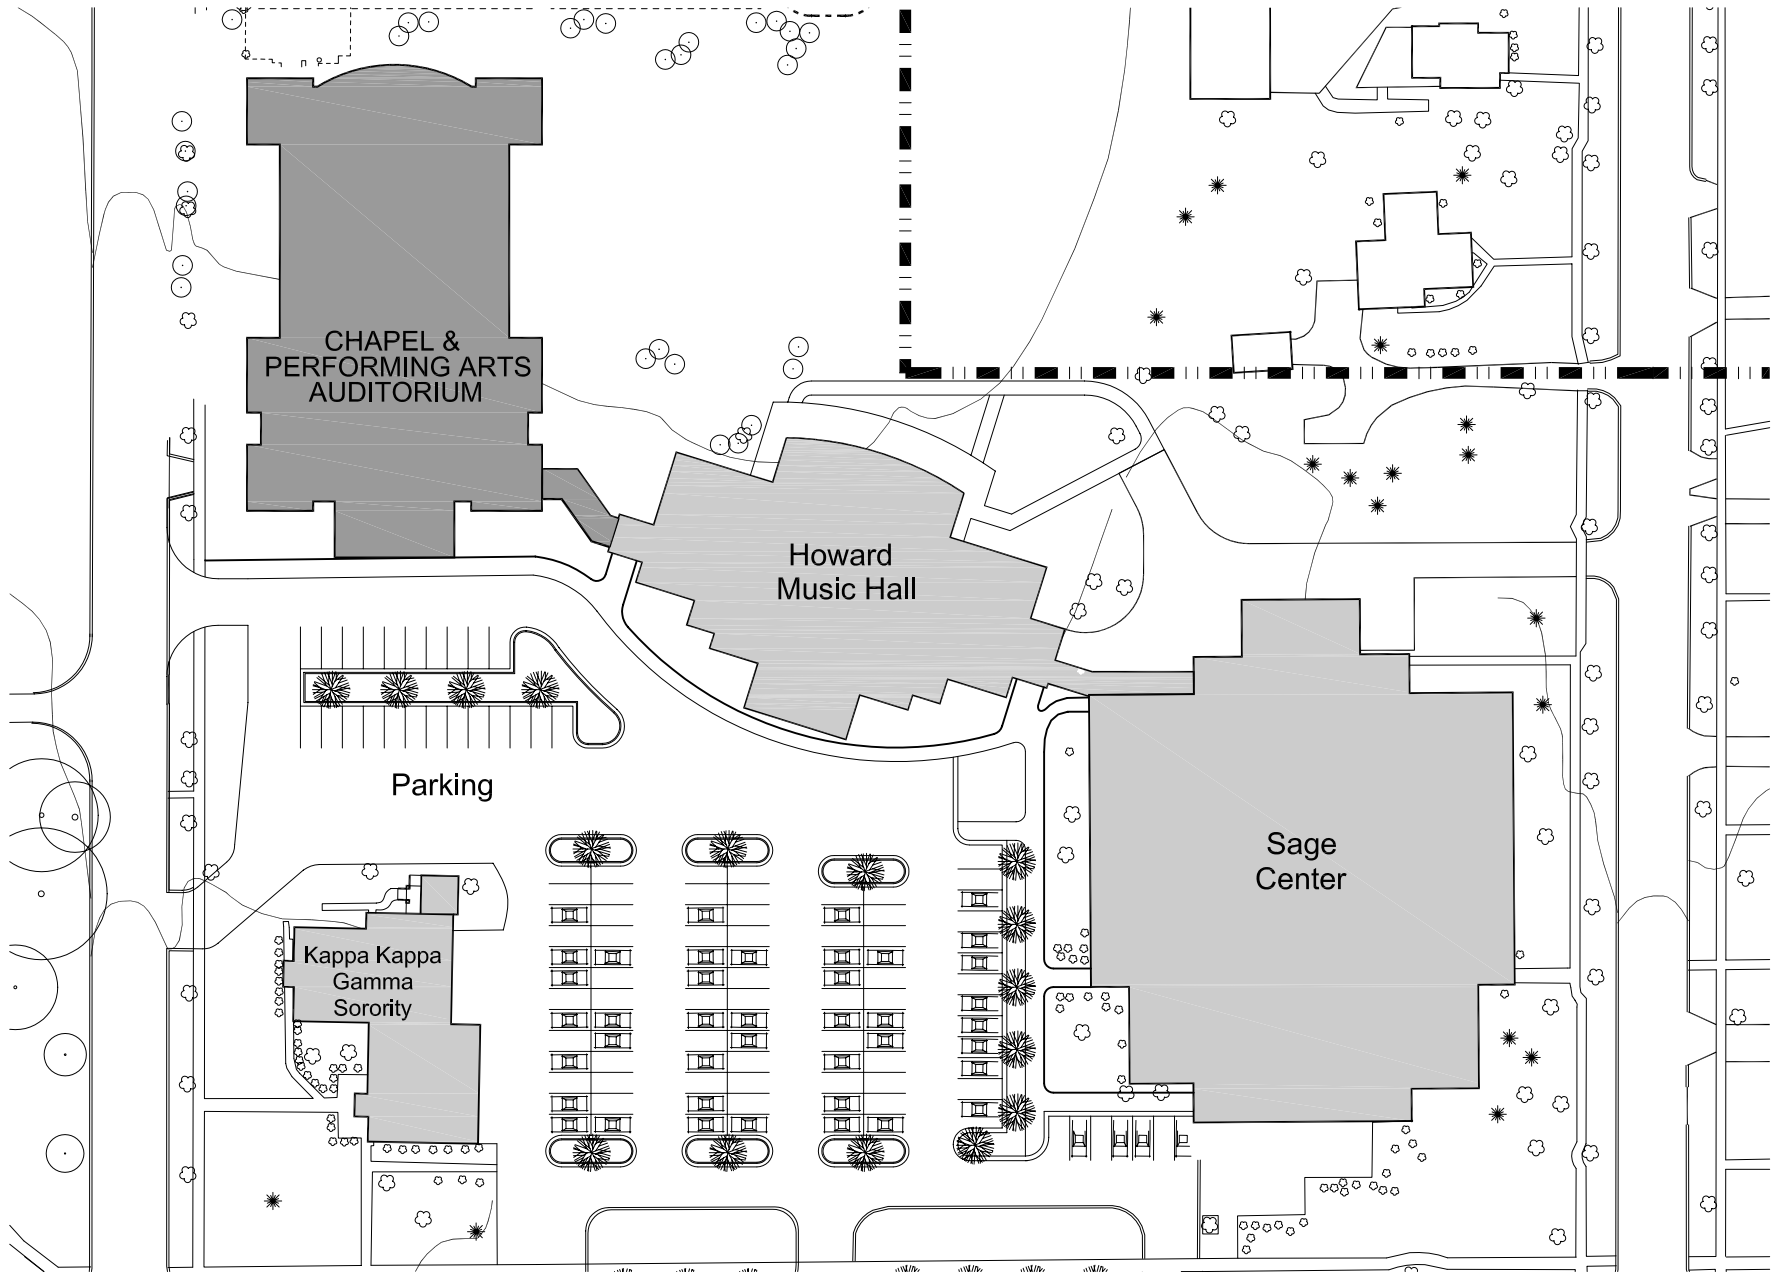 CHAPEL &
PERFORMING ARTS
AUDITORIUM
Howard
Music Hall
Parking
Sage
Center
Kappa Kappa
Gamma
Sorority